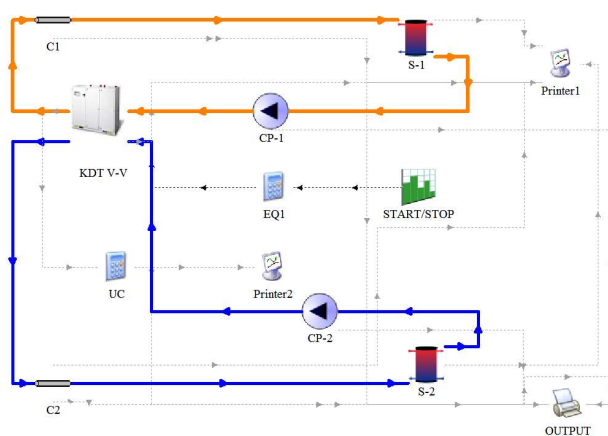 C1
S-1
Printer1
CP-1
KDT V-V
EQ1
START/STOP
UC
Printer2
CP-2
S-2
C2
OUTPUT